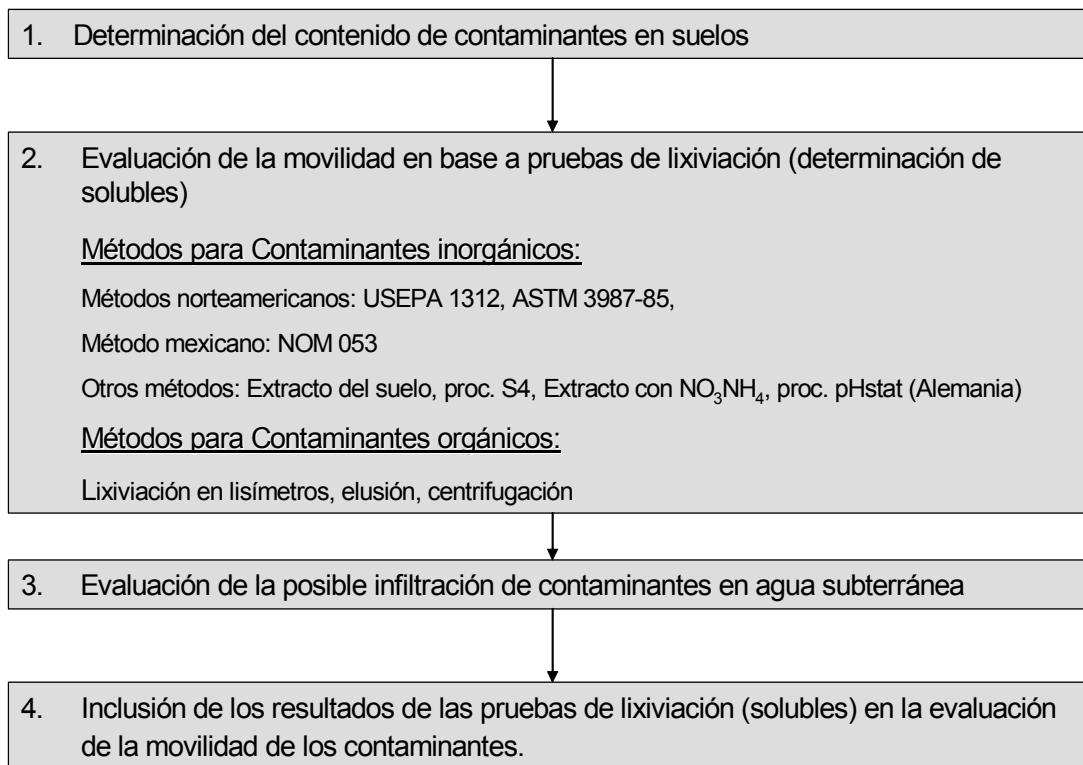 1. Determinación del contenido de contaminantes en suelos
2. Evaluación de la movilidad en base a pruebas de lixiviación (determinación de
solubles)
Métodos para Contaminantes inorgánicos:
Métodos norteamericanos: USEPA 1312, ASTM 3987-85,
Método mexicano: NOM 053
Otros métodos: Extracto del suelo, proc. S4, Extracto con NO₃NH₄, proc. pHstat (Alemania)
Métodos para Contaminantes orgánicos:
Lixiviación en lisímetros, elusión, centrifugación
3. Evaluación de la posible infiltración de contaminantes en agua subterránea
4. Inclusión de los resultados de las pruebas de lixiviación (solubles) en la evaluación
de la movilidad de los contaminantes.